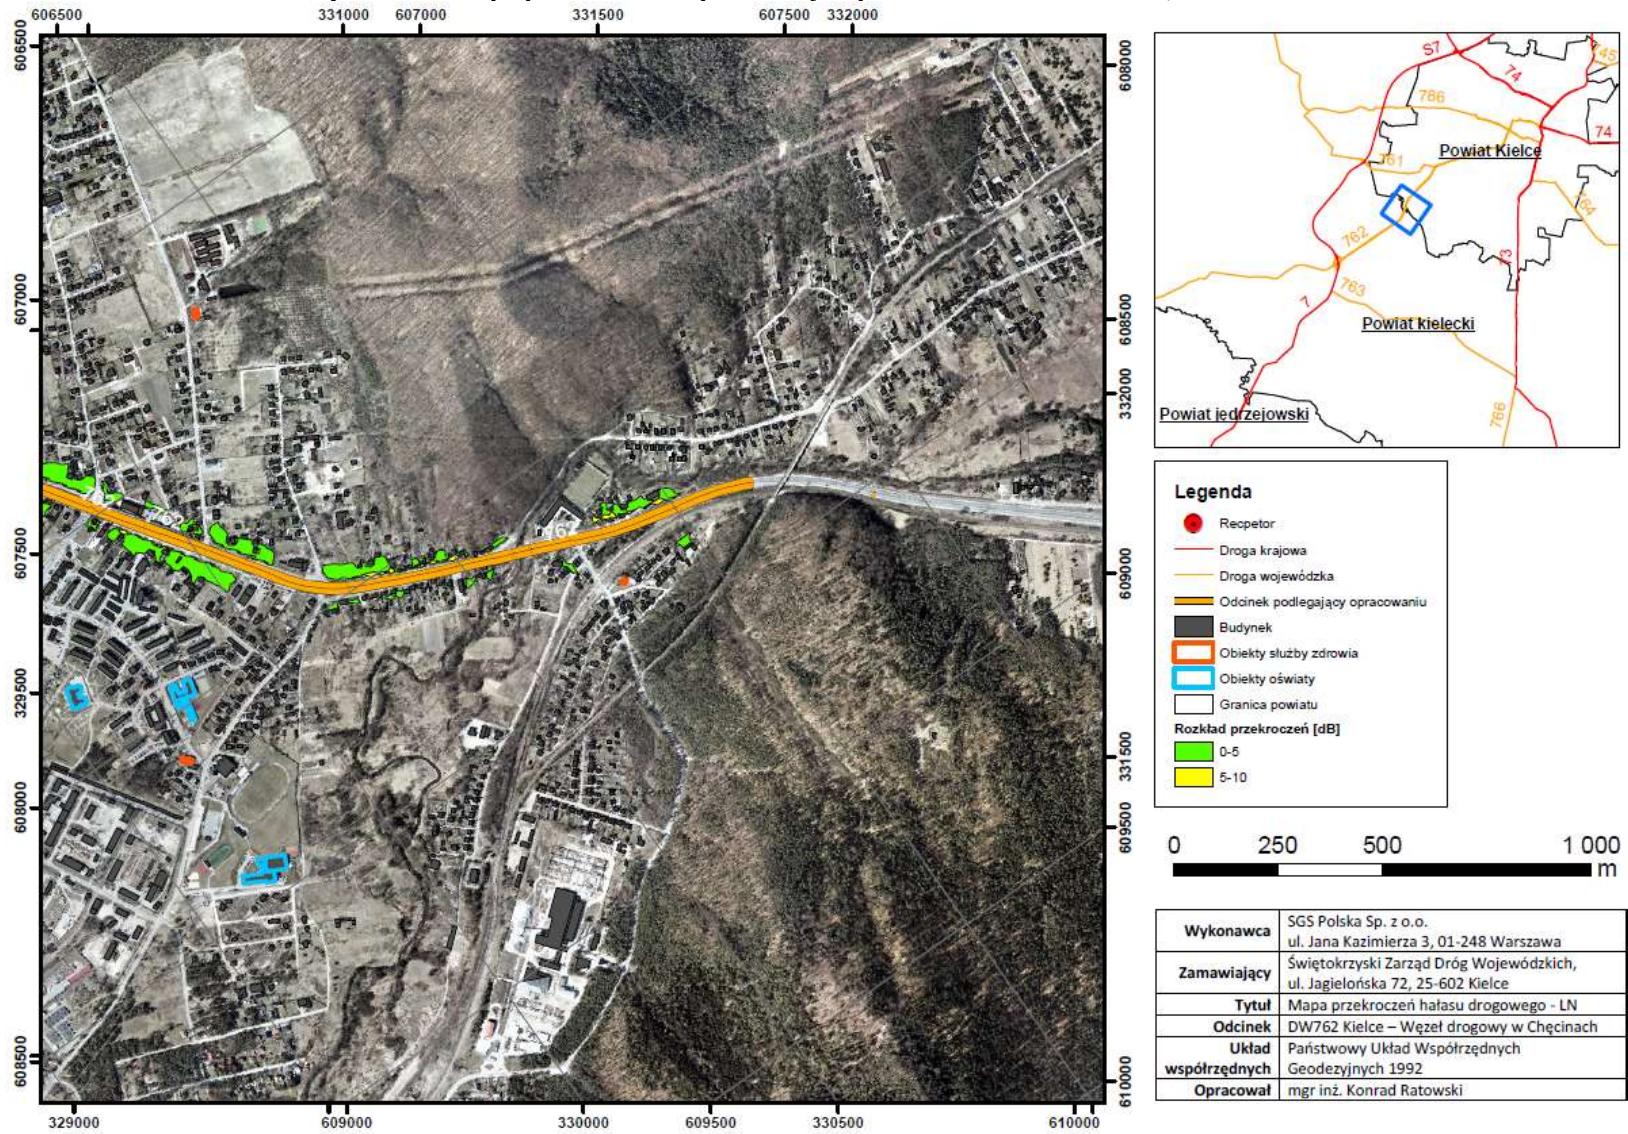 606500 331000 607000 331500 607500 332000
606500
607000
607500
329500
608000
608500
608000
608500
332000
609000
331500
609500
610000
329000 609000 330000 609500 330500 610000
762
S7
74
745
786
74
761
Powiat Kielce
764
762
73
763
7
Powiat kielecki
766
Powiat jędrzejowski
Legenda
Recpetor
Droga krajowa
Droga wojewódzka
Odcinek podlegający opracowaniu
Budynek
Obiekty służby zdrowia
Obiekty oświaty
Granica powiatu
Rozkład przekroczeń [dB]
0-5
5-10
0 250 500 1 000
m
Wykonawca SGS Polska Sp. z o.o.
ul. Jana Kazimierza 3, 01-248 Warszawa
Zamawiający Świętokrzyski Zarząd Dróg Wojewódzkich,
ul. Jagielońska 72, 25-602 Kielce
Tytuł Mapa przekroczeń hałasu drogowego - LN
Odcinek DW762 Kielce – Węzeł drogowy w Chęcinach
Układ współrzędnych Państwowy Układ Współrzędnych
Geodezyjnych 1992
Opracował mgr inż. Konrad Ratowski